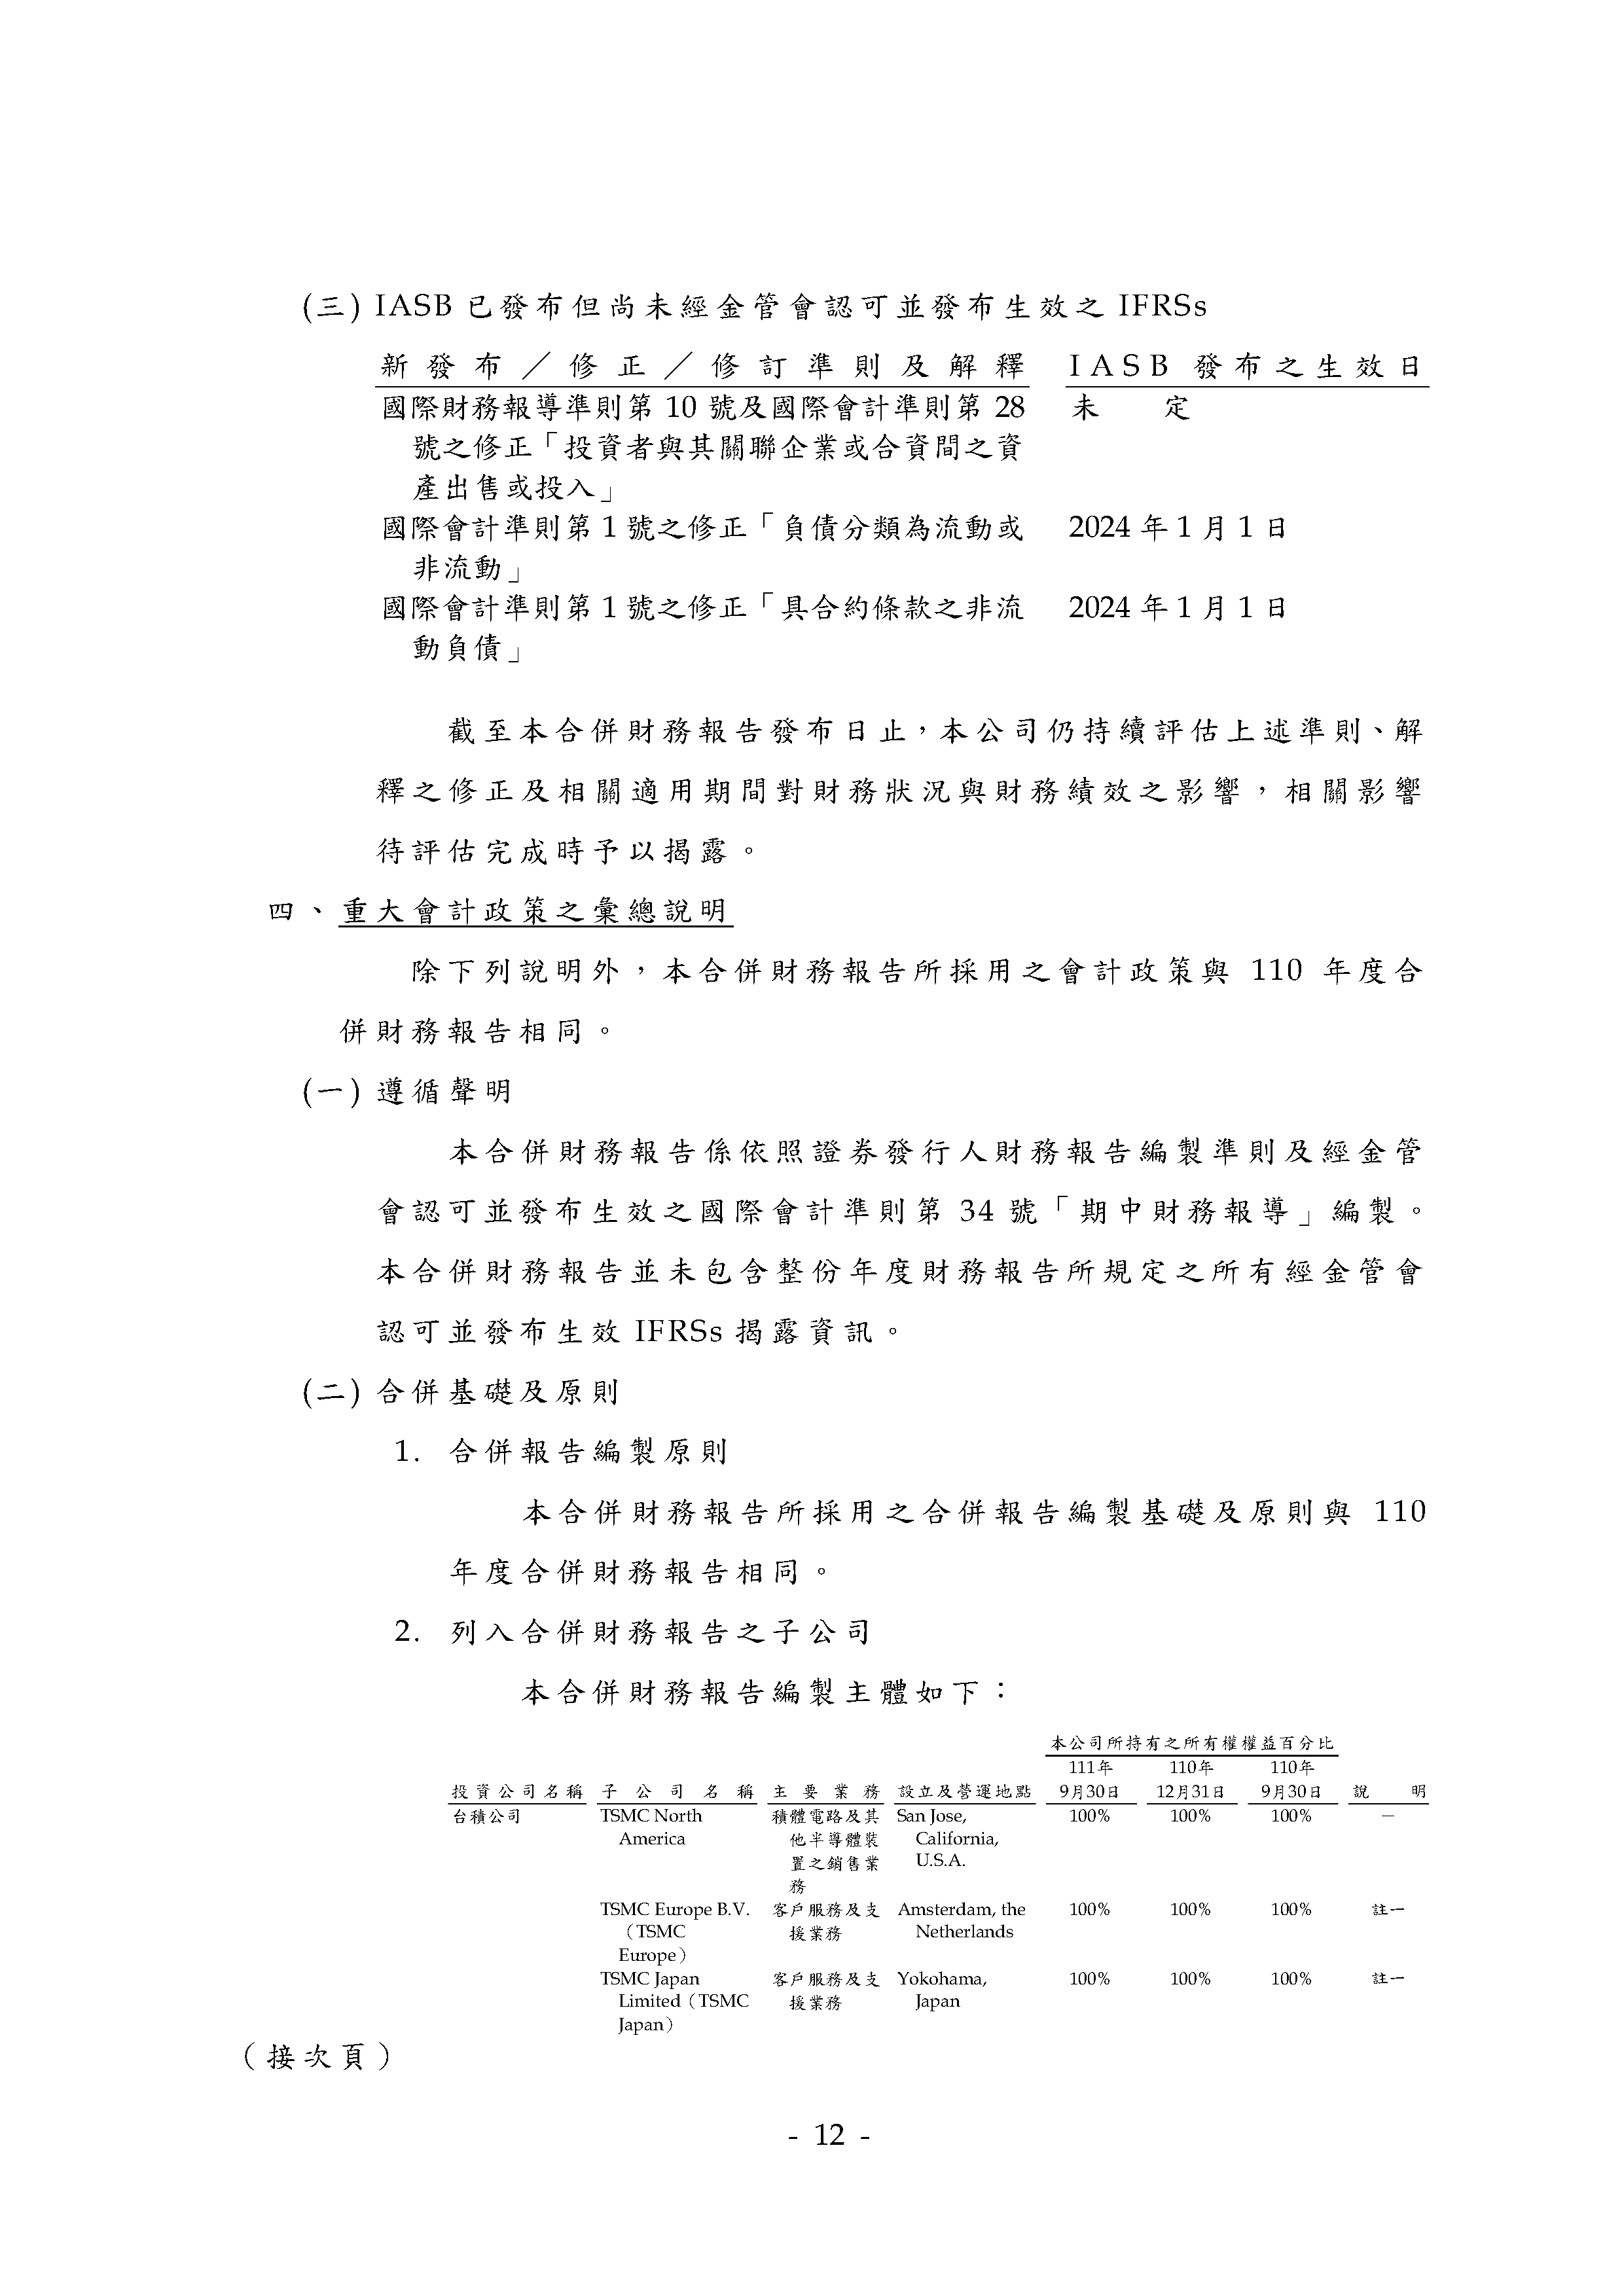 (三) IASB 已發布但尚未經金管會認可並發布生效之 IFRSs
新發布／修正／修訂準則及解釋 IASB 發布之生效日
國際財務報導準則第 10 號及國際會計準則第 28 未 定
號之修正「投資者與其關聯企業或合資間之資
產出售或投入」
國際會計準則第 1 號之修正「負債分類為流動或 2024 年 1 月 1 日
非流動」
國際會計準則第 1 號之修正「具合約條款之非流 2024 年 1 月 1 日
動負債」
截至本合併財務報告發布日止，本公司仍持續評估上述準則、解
釋之修正及相關適用期間對財務狀況與財務績效之影響，相關影響
待評估完成時予以揭露。
四、重大會計政策之彙總說明
除下列說明外，本合併財務報告所採用之會計政策與 110 年度合
併財務報告相同。
(一) 遵循聲明
本合併財務報告係依照證券發行人財務報告編製準則及經金管
會認可並發布生效之國際會計準則第 34 號「期中財務報導」編製。
本合併財務報告並未包含整份年度財務報告所規定之所有經金管會
認可並發布生效 IFRSs 揭露資訊。
(二) 合併基礎及原則
1. 合併報告編製原則
本合併財務報告所採用之合併報告編製基礎及原則與 110
年度合併財務報告相同。
2. 列入合併財務報告之子公司
本合併財務報告編製主體如下：
本公司所持有之所有權權益百分比
111年 110年 110年
投資公司名稱 子公司名稱 主要業務 設立及營運地點 9月30日 12月31日 9月30日 說 明
台積公司 TSMC North 積體電路及其 San Jose, 100% 100% 100% －
America 他半導體裝 California,
置之銷售業 U.S.A.
務
TSMC Europe B.V. 客戶服務及支 Amsterdam, the 100% 100% 100% 註一
（TSMC 援業務 Netherlands
Europe）
TSMC Japan 客戶服務及支 Yokohama, 100% 100% 100% 註一
Limited（TSMC 援業務 Japan
Japan）
（接次頁）
- 12 -